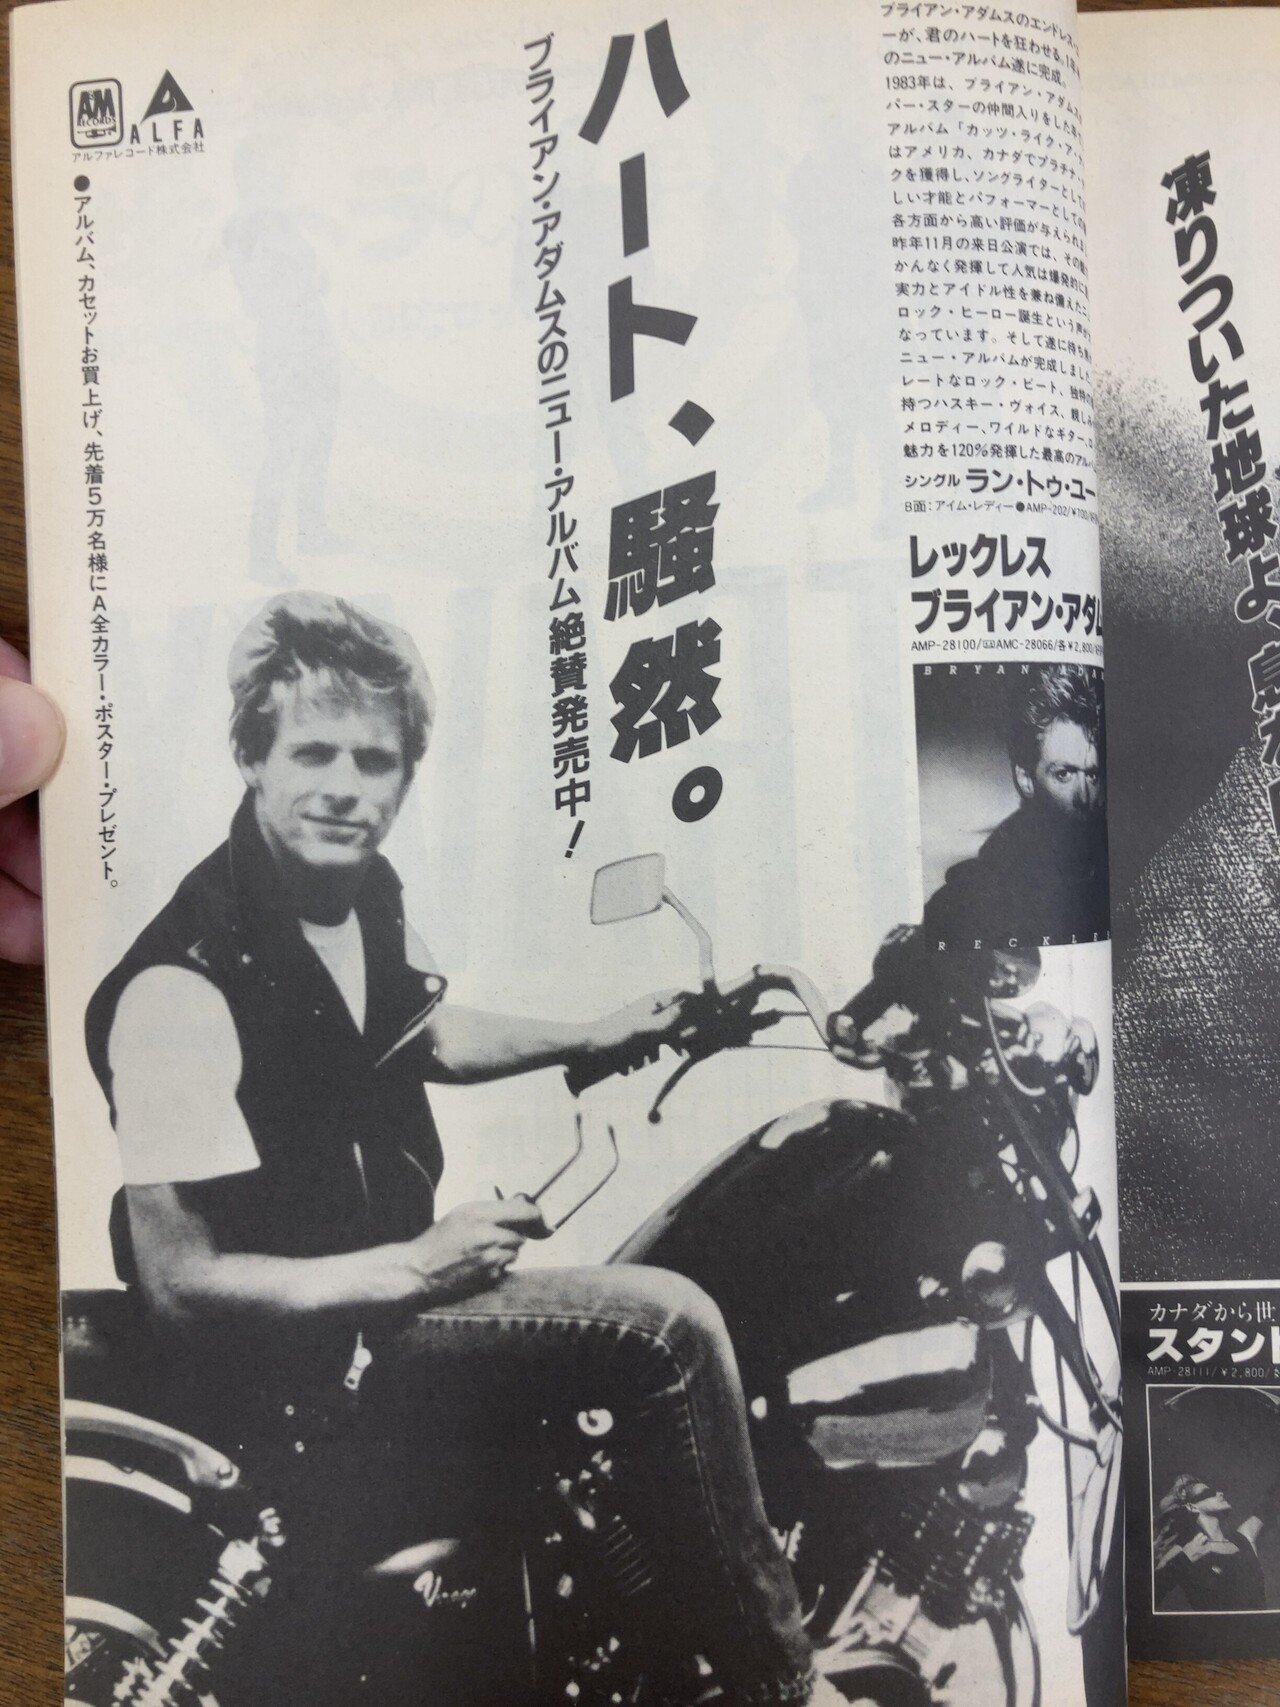 A&M
RECORDS
ALFA
アルファレコード株式会社
●アルバム、カセットお買上げ、先着5万名様にA全カラー・ポスター・プレゼント。
ハート、騒然。
ブライアン・アダムスのニュー・アルバム絶賛発売中!
ブライアン・アダムスのエンドレス・
ーが、君のハートを狂わせる。1年
のニュー・アルバム遂に完成。
1983年は、ブライアン・アダムス
パー・スターの仲間入りをした年
アルバム「カッツ・ライク・ア・
はアメリカ、カナダでプラチナ・
クを獲得し、ソングライターとして
しい才能とパフォーマーとしての
各方面から高い評価が与えられ
昨年11月の来日公演では、その
かんなく発揮して人気は爆発的に
実力とアイドル性を兼ね備えた
ロック・ヒーロー誕生という声が
なっています。そして遂に待ち
ニュー・アルバムが完成しました
レートなロック・ビート、独特の
持つハスキー・ヴォイス、親しみ
メロディー、ワイルドなギター、
魅力を120%発揮した最高のアルバ
シングル ラン・トゥ・ユー
B面:アイム・レディー●AMP-202/¥700/
レックレス
ブライアン・アダム
AMP-28100/AMC-28066/各¥2,800/
BRYAN ADA
RECKLE
Virago
凍りついた地球よ、
カナダから世
スタン
AMP-28111/¥2,800/